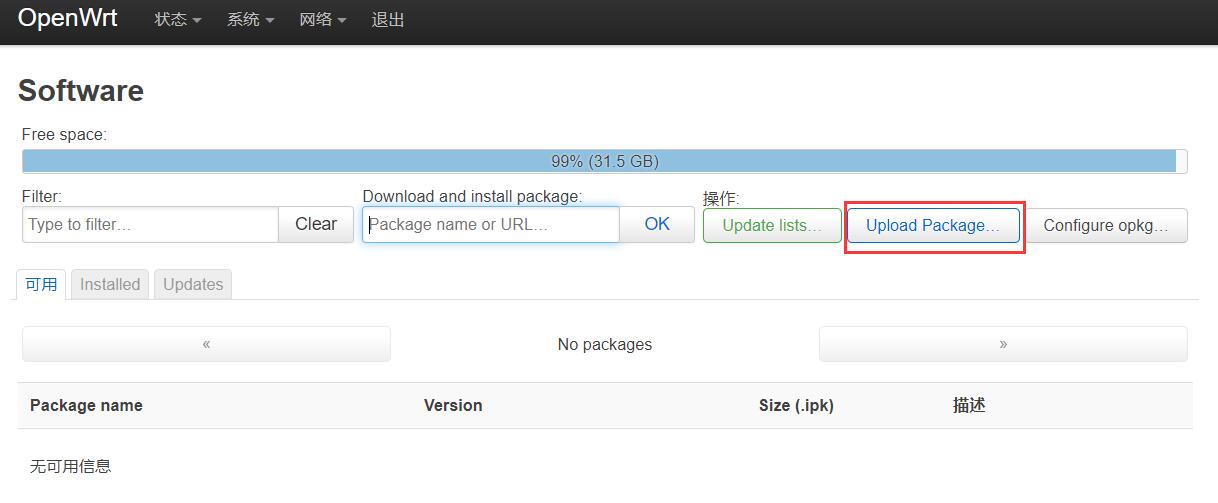 OpenWrt 状态 系统 网络 退出
Software
Free space:
99% (31.5 GB)
Filter: Download and install package: 操作:
Type to filter... Clear Package name or URL... OK Update lists... Upload Package... Configure opkg...
可用 Installed Updates
« No packages »
Package name Version Size (.ipk) 描述
无可用信息